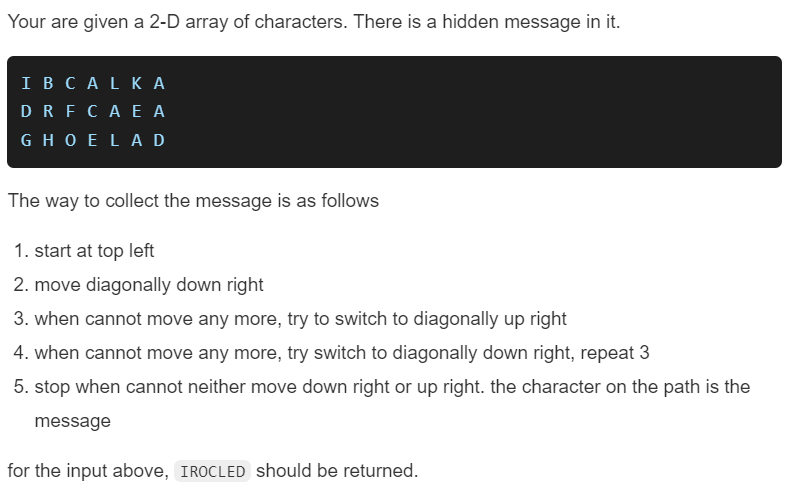 Your are given a 2-D array of characters. There is a hidden message in it.
I B C A L K A
D R F C A E A
G H O E L A D
The way to collect the message is as follows
1. start at top left
2. move diagonally down right
3. when cannot move any more, try to switch to diagonally up right
4. when cannot move any more, try switch to diagonally down right, repeat 3
5. stop when cannot neither move down right or up right. the character on the path is the
message
for the input above, IROCLED should be returned.